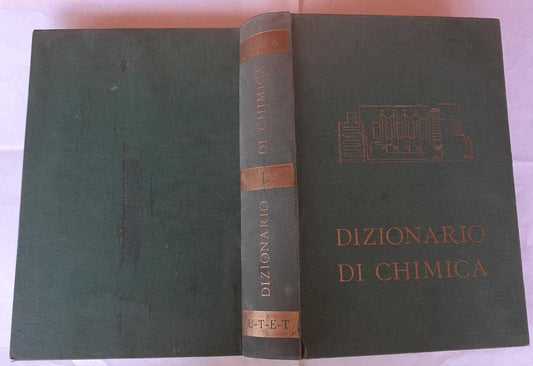 DIZIONARIO DI CHIMICA
I
U-T-E-T
DIZIONARIO
DI CHIMICA